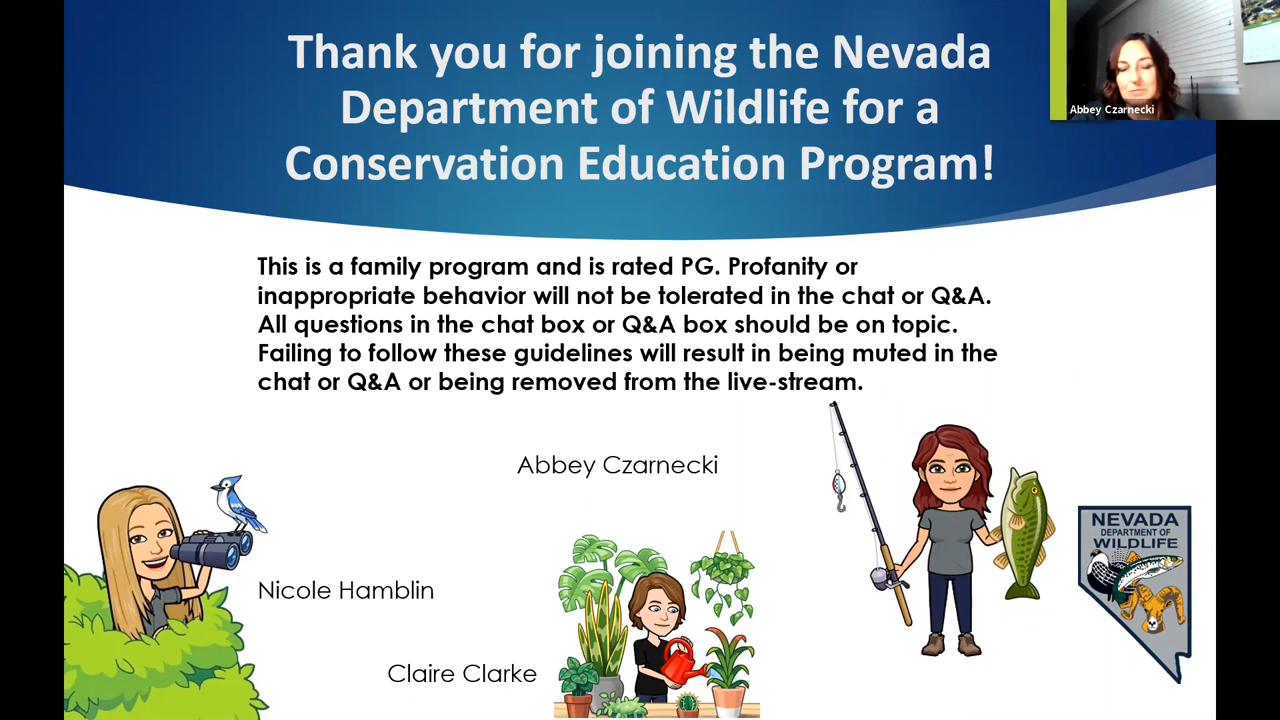 Thank you for joining the Nevada
Department of Wildlife for a
Conservation Education Program!
Abbey Czarnecki
This is a family program and is rated PG. Profanity or
inappropriate behavior will not be tolerated in the chat or Q&A.
All questions in the chat box or Q&A box should be on topic.
Failing to follow these guidelines will result in being muted in the
chat or Q&A or being removed from the live-stream.
Abbey Czarnecki
Nicole Hamblin
Claire Clarke
NEVADA
DEPARTMENT OF
WILDLIFE